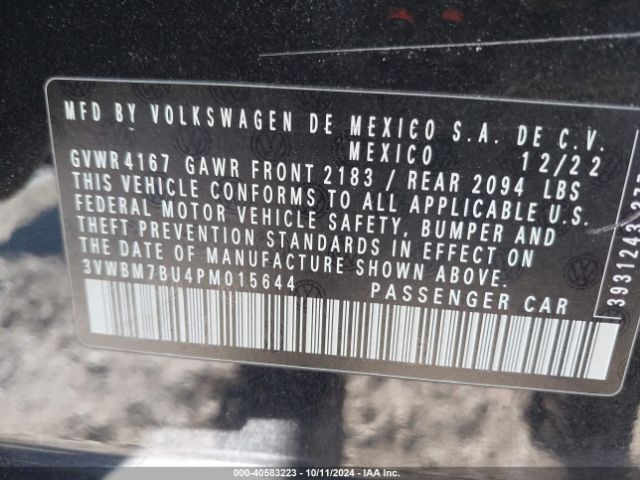 MFD BY VOLKSWAGEN DE MEXICO S.A. DE C.V.
MEXICO 12/22
GVWR 4167 GAWR FRONT 2183 / REAR 2094 LBS
THIS VEHICLE CONFORMS TO ALL APPLICABLE U.S.
FEDERAL MOTOR VEHICLE SAFETY, BUMPER AND
THEFT PREVENTION STANDARDS IN EFFECT ON
THE DATE OF MANUFACTURE SHOWN ABOVE.
3VWBM7BU4PM015644 PASSENGER CAR
000-40583223 - 10/11/2024 - IAA Inc.